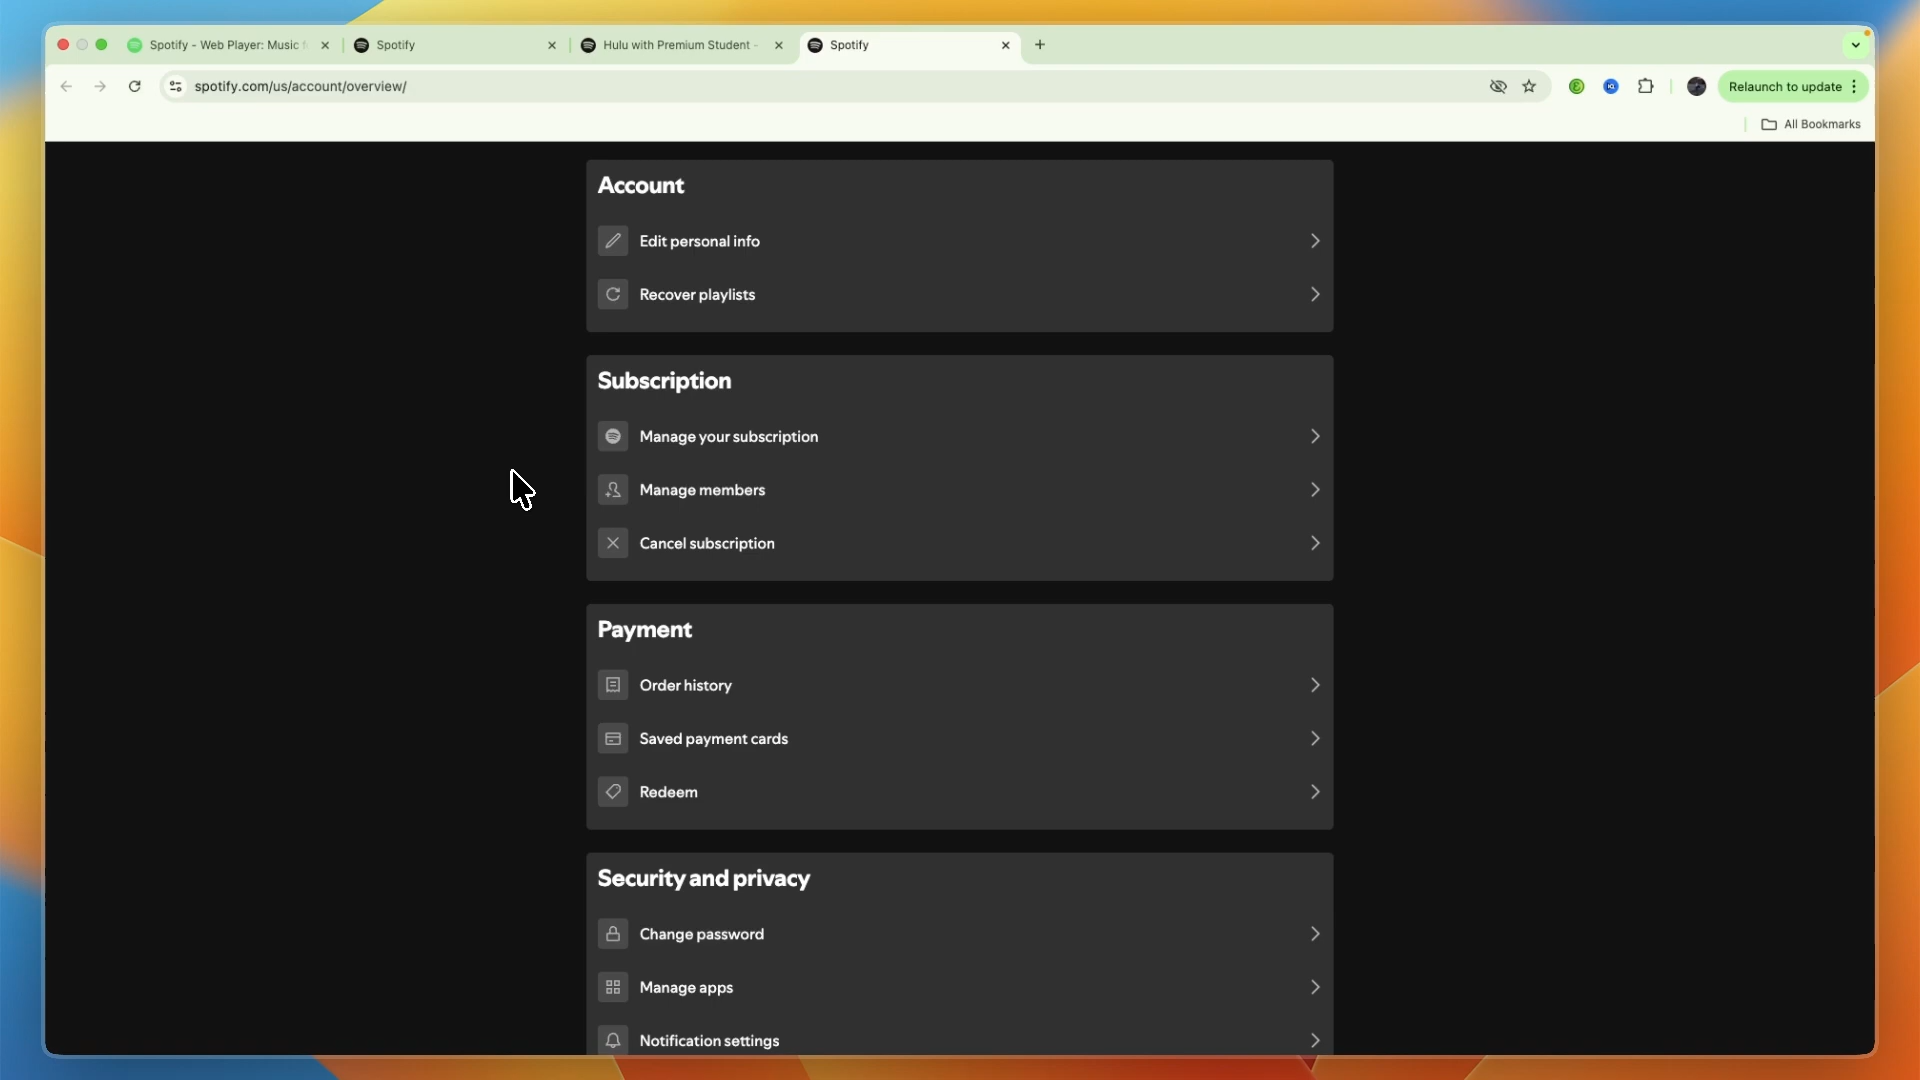 Spotify - Web Player: Music
Spotify
Hulu with Premium Student -
Spotify
spotify.com/us/account/overview/
Relaunch to update
All Bookmarks
Account
Edit personal info
Recover playlists
Subscription
Manage your subscription
Manage members
Cancel subscription
Payment
Order history
Saved payment cards
Redeem
Security and privacy
Change password
Manage apps
Notification settings